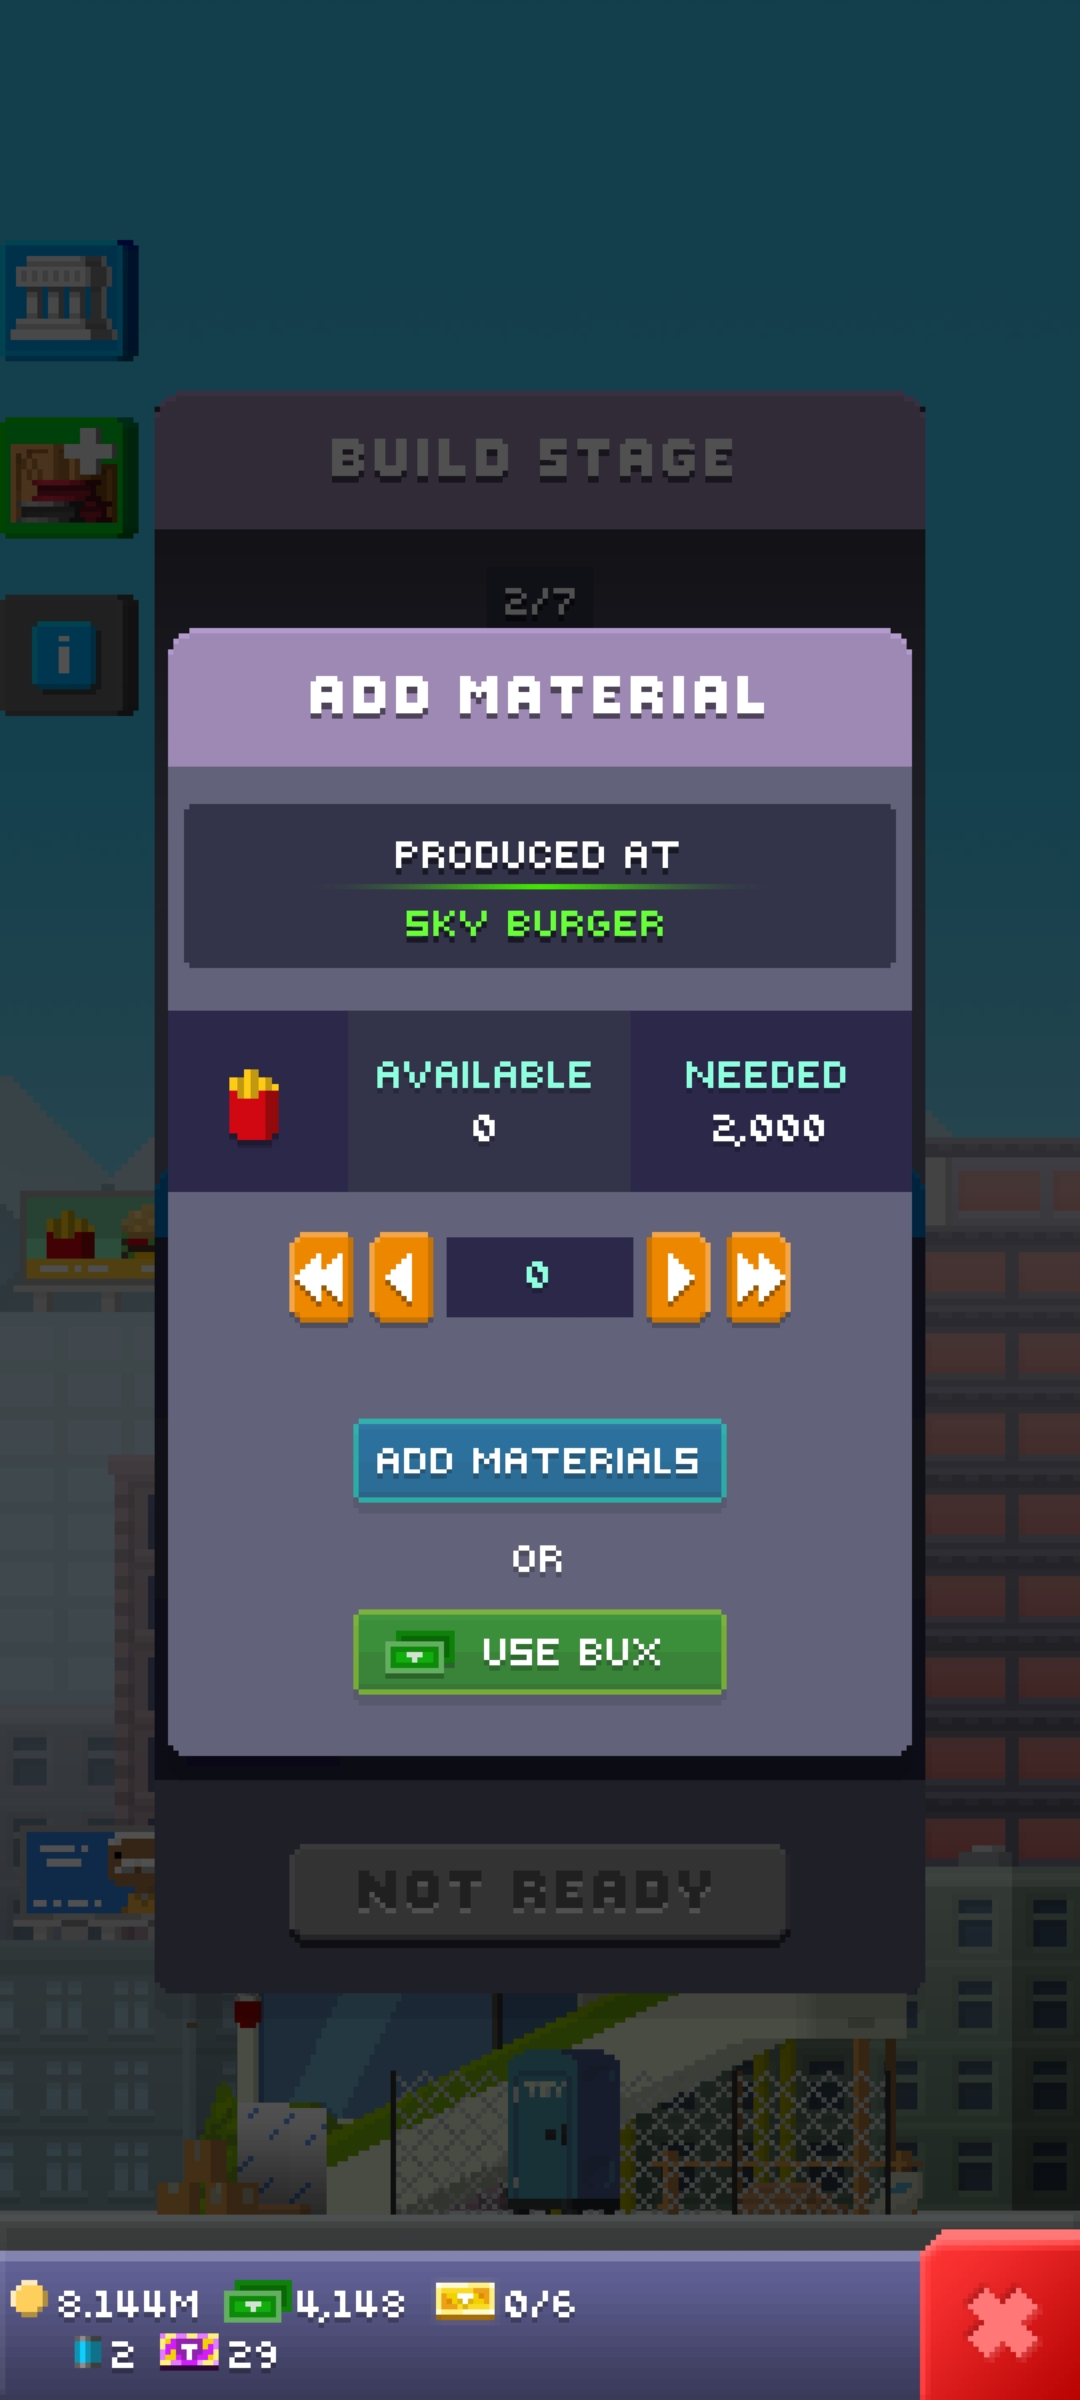 BUILD STAGE
2/7
ADD MATERIAL
PRODUCED AT
SKY BURGER
AVAILABLE
0
NEEDED
2,000
0
ADD MATERIALS
OR
USE BUX
NOT READY
8.144M 4,148 0/6
2 29